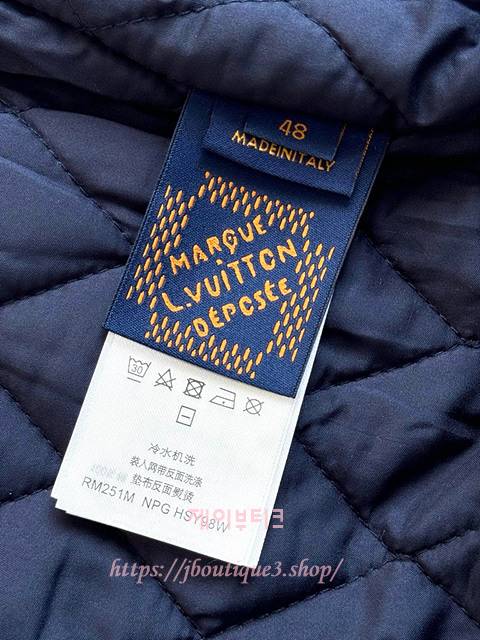 48
MADEINITALY
MARQUE
L.VUITTON
DÉPOSÉE
30
冷水机洗
装入网带反面洗涤
垫布反面熨烫
RM251M NPG HSY98W
제이부티크
https://jboutique3.shop/